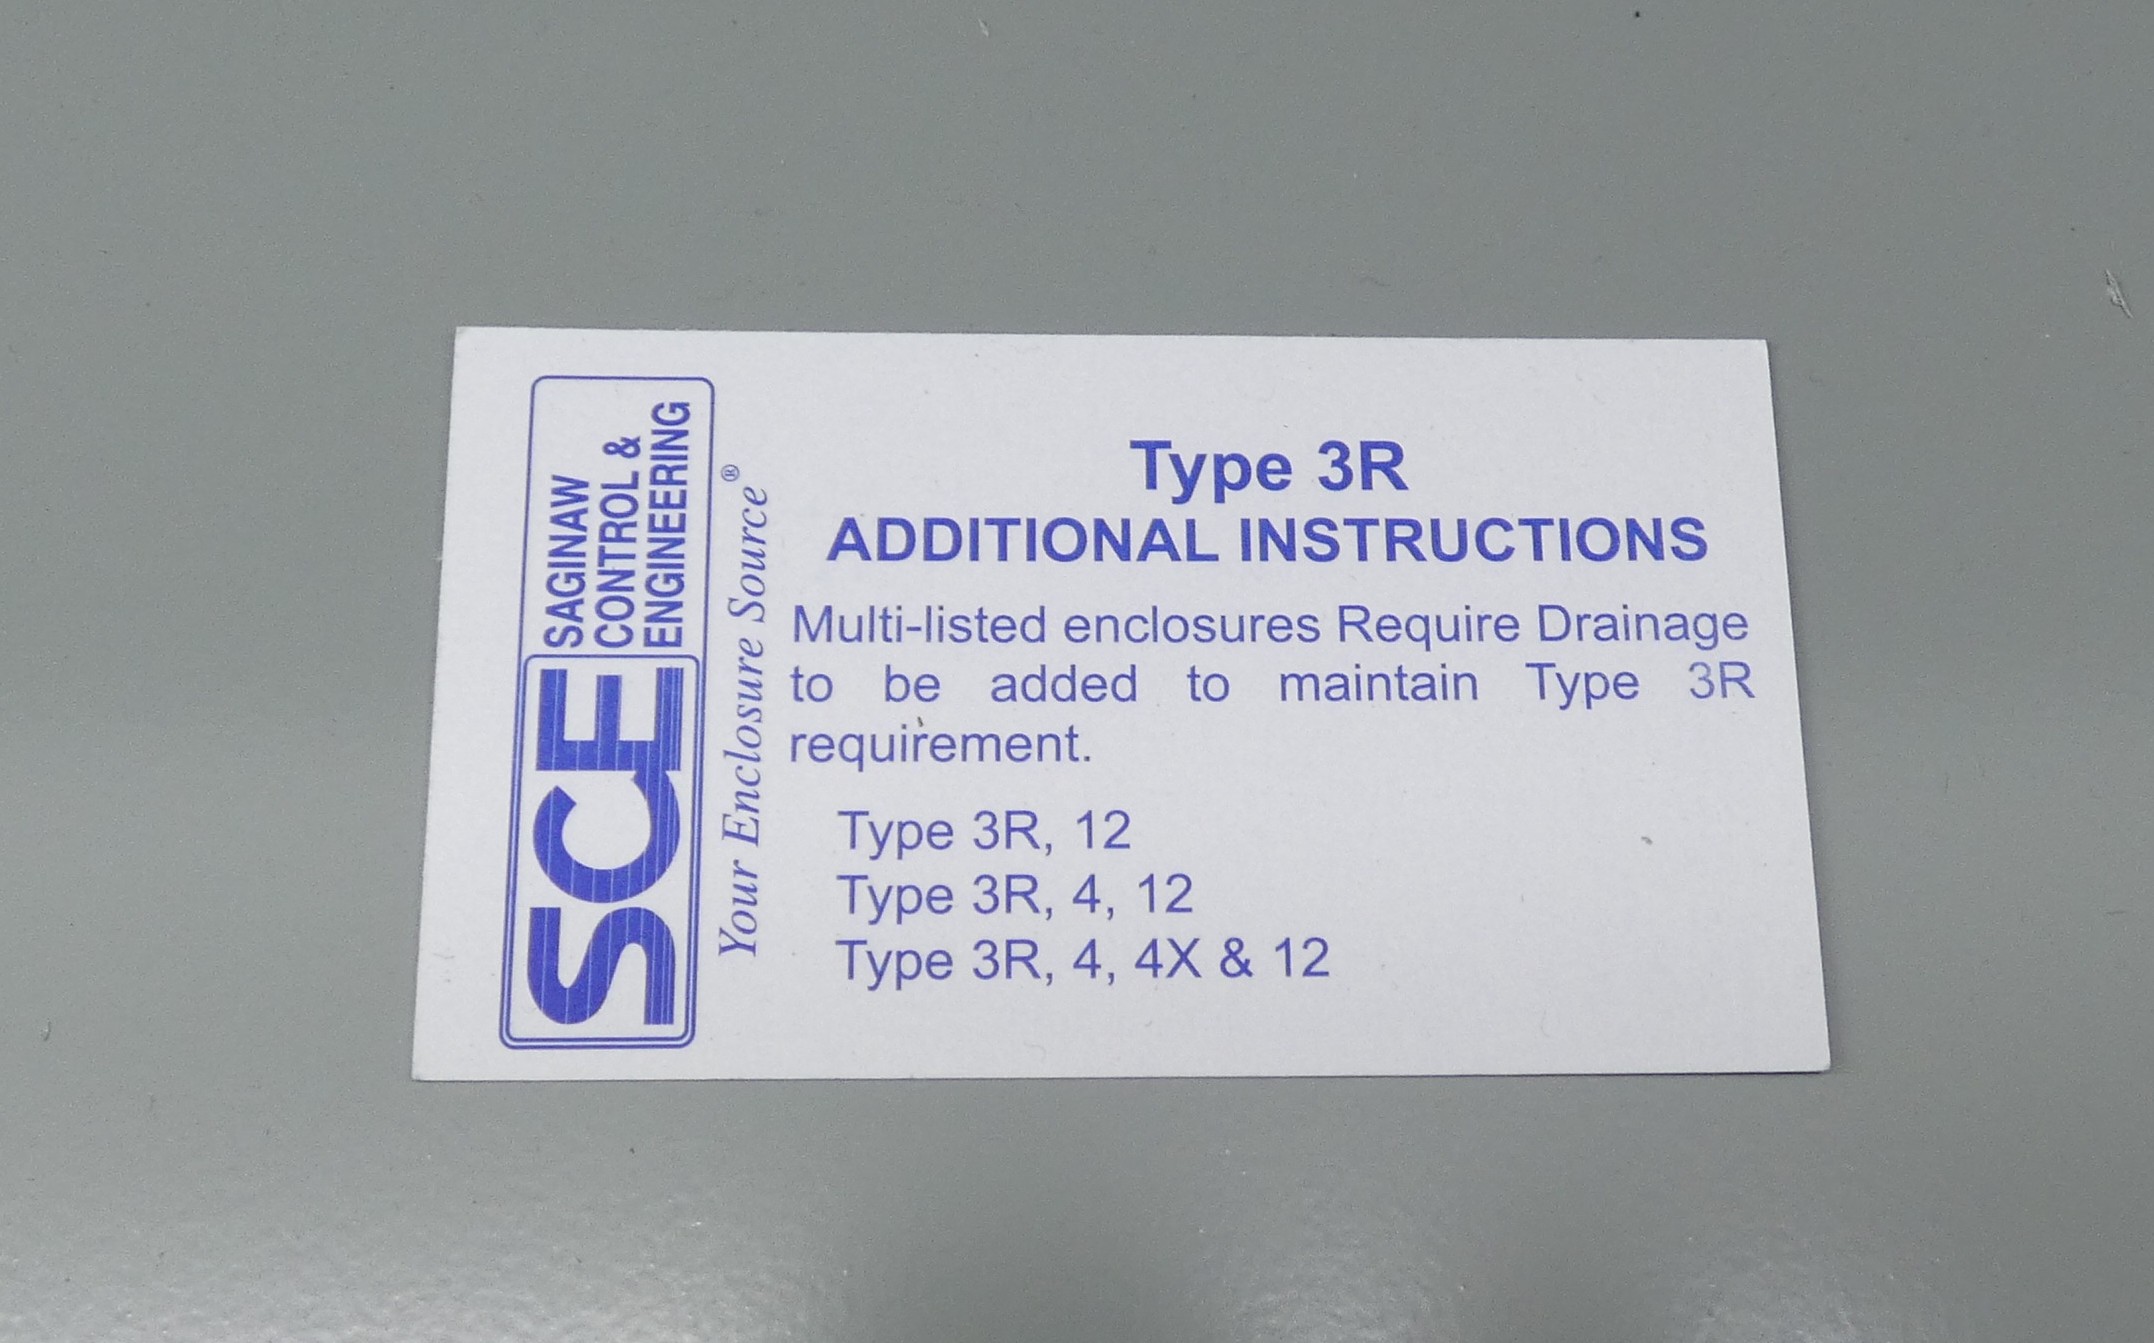 SCE
SAGINAW
CONTROL &
ENGINEERING
Your Enclosure Source®
Type 3R
ADDITIONAL INSTRUCTIONS
Multi-listed enclosures Require Drainage
to be added to maintain Type 3R
requirement.
Type 3R, 12
Type 3R, 4, 12
Type 3R, 4, 4X & 12